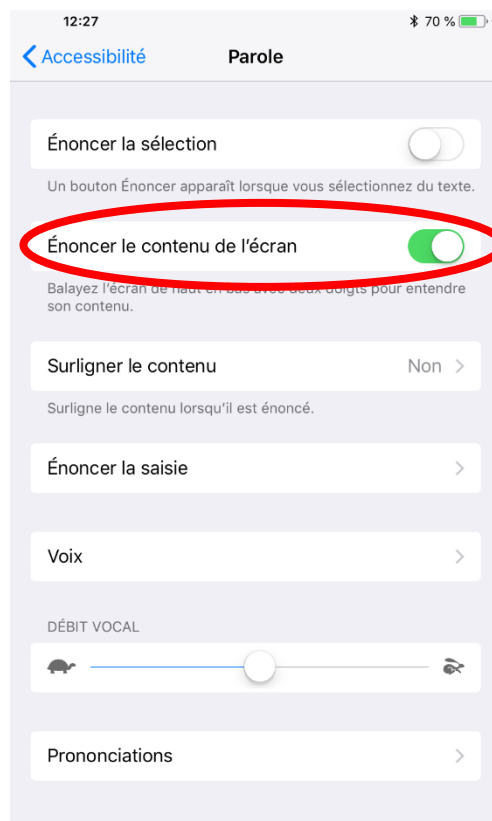 12:27
70 %
Accessibilité
Parole
Énoncer la sélection
Un bouton Énoncer apparaît lorsque vous sélectionnez du texte.
Énoncer le contenu de l'écran
Balayez l'écran de haut en bas avec deux doigts pour entendre
son contenu.
Surligner le contenu
Non
Surligne le contenu lorsqu'il est énoncé.
Énoncer la saisie
Voix
DÉBIT VOCAL
Prononciations